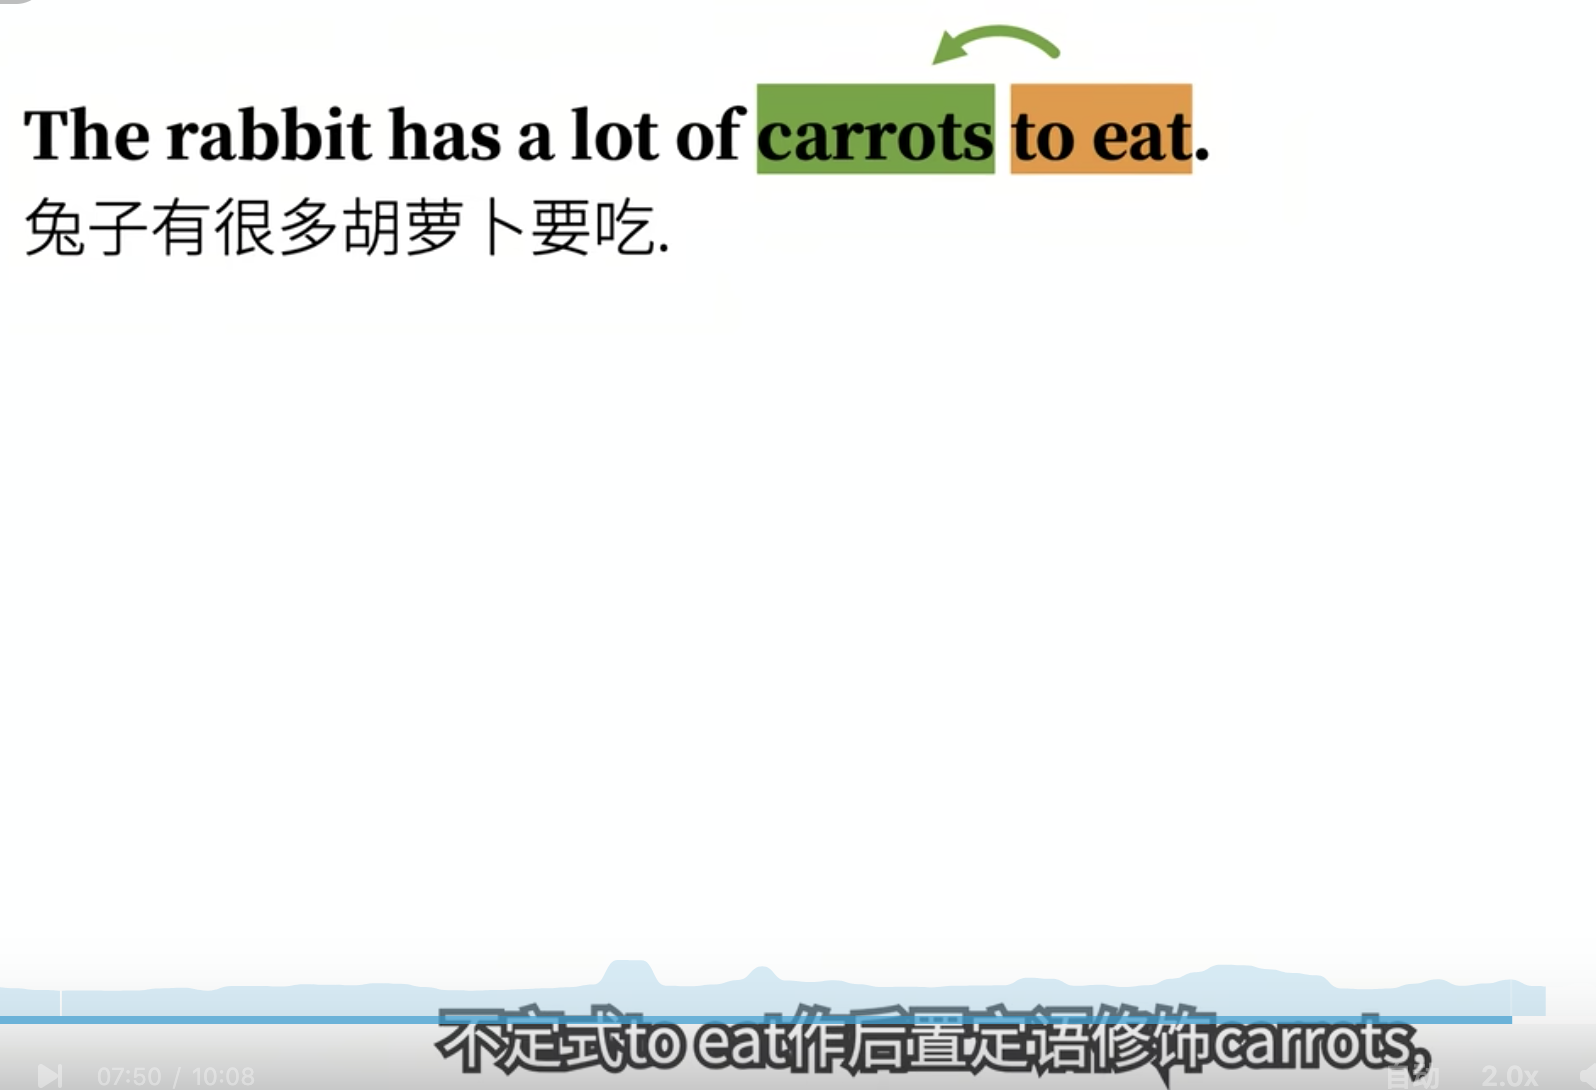 The rabbit has a lot of carrots to eat.
兔子有很多胡萝卜要吃.
不定式to eat作后置定语修饰carrots,
07:50 / 10:08
自动
2.0x